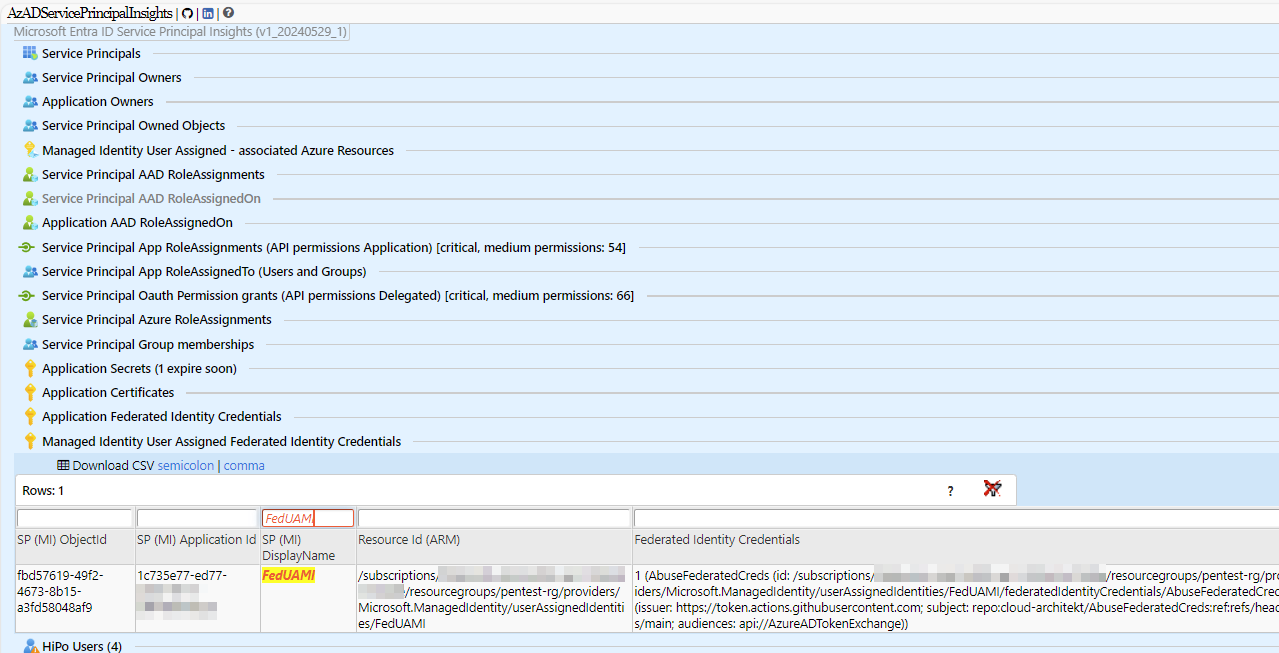 AzADServicePrincipalInsights | | | ?
Microsoft Entra ID Service Principal Insights (v1_20240529_1)
Service Principals
Service Principal Owners
Application Owners
Service Principal Owned Objects
Managed Identity User Assigned - associated Azure Resources
Service Principal AAD RoleAssignments
Service Principal AAD RoleAssignedOn
Application AAD RoleAssignedOn
Service Principal App RoleAssignments (API permissions Application) [critical, medium permissions: 54]
Service Principal App RoleAssignedTo (Users and Groups)
Service Principal Oauth Permission grants (API permissions Delegated) [critical, medium permissions: 66]
Service Principal Azure RoleAssignments
Service Principal Group memberships
Application Secrets (1 expire soon)
Application Certificates
Application Federated Identity Credentials
Managed Identity User Assigned Federated Identity Credentials
Download CSV semicolon | comma
Rows: 1 ?
FedUAMI
SP (MI) ObjectId
SP (MI) Application Id
SP (MI)
DisplayName
Resource Id (ARM)
Federated Identity Credentials
fbd57619-49f2-
4673-8b15-
a3fd58048af9
1c735e77-ed77-
FedUAMI
/subscriptions/
/resourcegroups/pentest-rg/providers/
Microsoft.ManagedIdentity/userAssignedIdentiti
es/FedUAMI
1 (AbuseFederatedCreds (id: /subscriptions/ /resourcegroups/pentest-rg/pro
iders/Microsoft.ManagedIdentity/userAssignedIdentities/FedUAMI/federatedIdentityCredentials/AbuseFederatedCred
(issuer: https://token.actions.githubusercontent.com; subject: repo:cloud-architekt/AbuseFederatedCreds:ref:refs/head
s/main; audiences: api://AzureADTokenExchange))
HiPo Users (4)